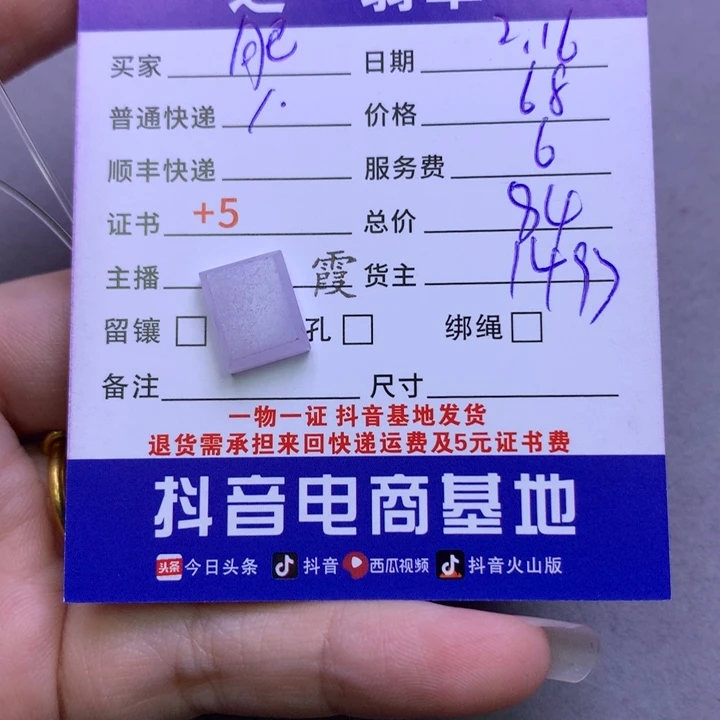 买家 肥 日期 2.16
普通快递 价格 68
顺丰快递 服务费 6
证书 +5 总价 84
主播 霞 货主 1497
留镶 孔 绑绳
备注 尺寸
一物一证 抖音基地发货
退货需承担来回快递运费及5元证书费
抖音电商基地
头条 今日头条 抖音 西瓜视频 抖音火山版